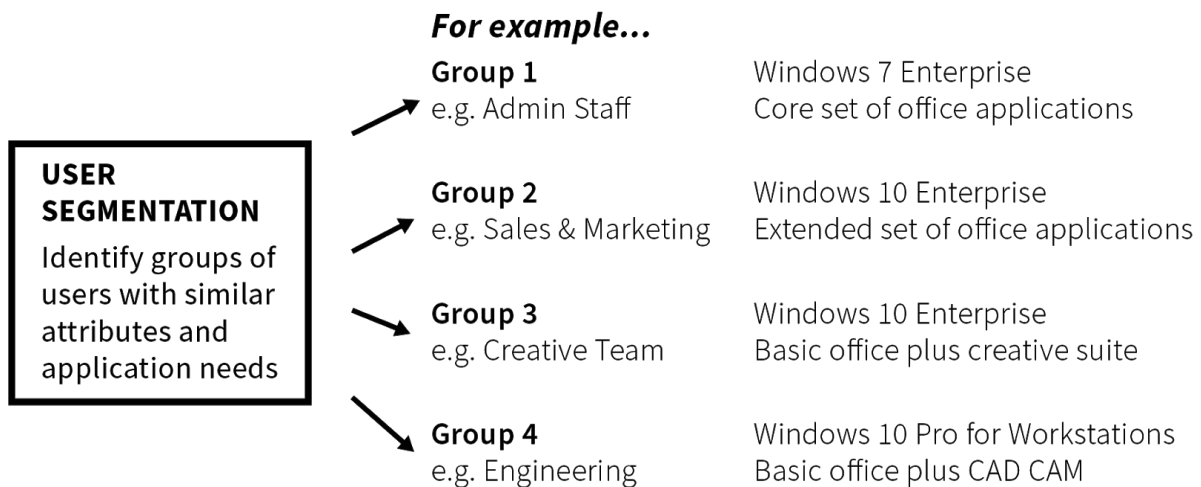 For example...
Group 1
Windows 7 Enterprise
e.g. Admin Staff
Core set of office applications
USER
SEGMENTATION
Identify groups of
users with similar
attributes and
application needs
Group 2
Windows 10 Enterprise
e.g. Sales & Marketing
Extended set of office applications
Group 3
Windows 10 Enterprise
e.g. Creative Team
Basic office plus creative suite
Group 4
Windows 10 Pro for Workstations
e.g. Engineering
Basic office plus CAD CAM